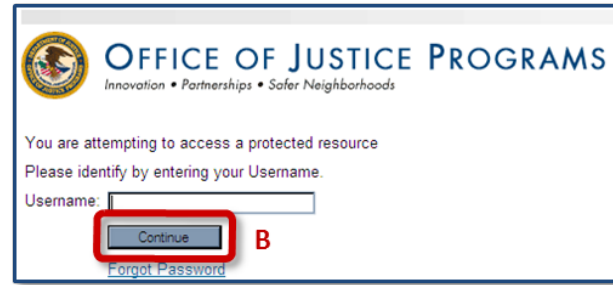 OFFICE OF JUSTICE PROGRAMS
Innovation • Partnerships • Safer Neighborhoods
You are attempting to access a protected resource
Please identify by entering your Username.
Username:
Continue
B
Forgot Password